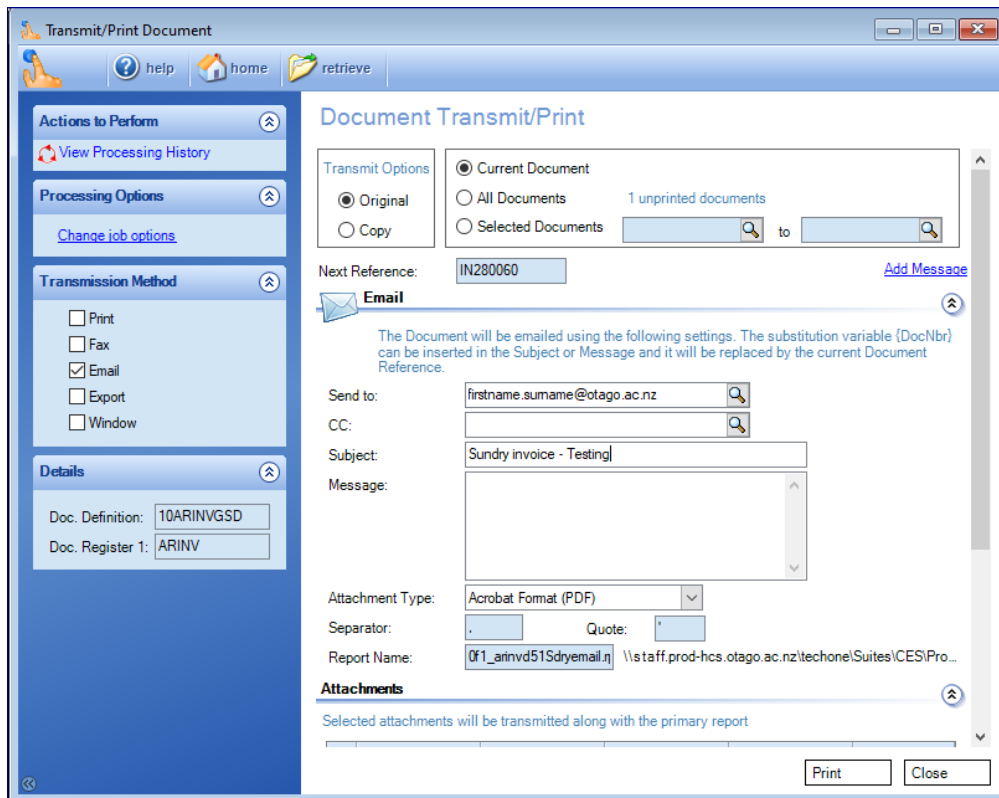 Transmit/Print Document
help home retrieve
Actions to Perform
View Processing History
Processing Options
Change job options
Transmission Method
Print
Fax
Email
Export
Window
Details
Doc. Definition: 10ARINVGSD
Doc. Register 1: ARINV
Document Transmit/Print
Transmit Options
Original
Copy
Current Document
All Documents 1 unprinted documents
Selected Documents to
Next Reference: IN280060 Add Message
Email
The Document will be emailed using the following settings. The substitution variable {DocNbr}
can be inserted in the Subject or Message and it will be replaced by the current Document
Reference.
Send to: firstname.surname@otago.ac.nz
CC:
Subject: Sundry invoice - Testing
Message:
Attachment Type: Acrobat Format (PDF)
Separator: . Quote: '
Report Name: 0f1_arinvd51Sdryemail.r \\staff.prod-hcs.otago.ac.nz\techone\Suites\CES\Pro...
Attachments
Selected attachments will be transmitted along with the primary report
Print Close